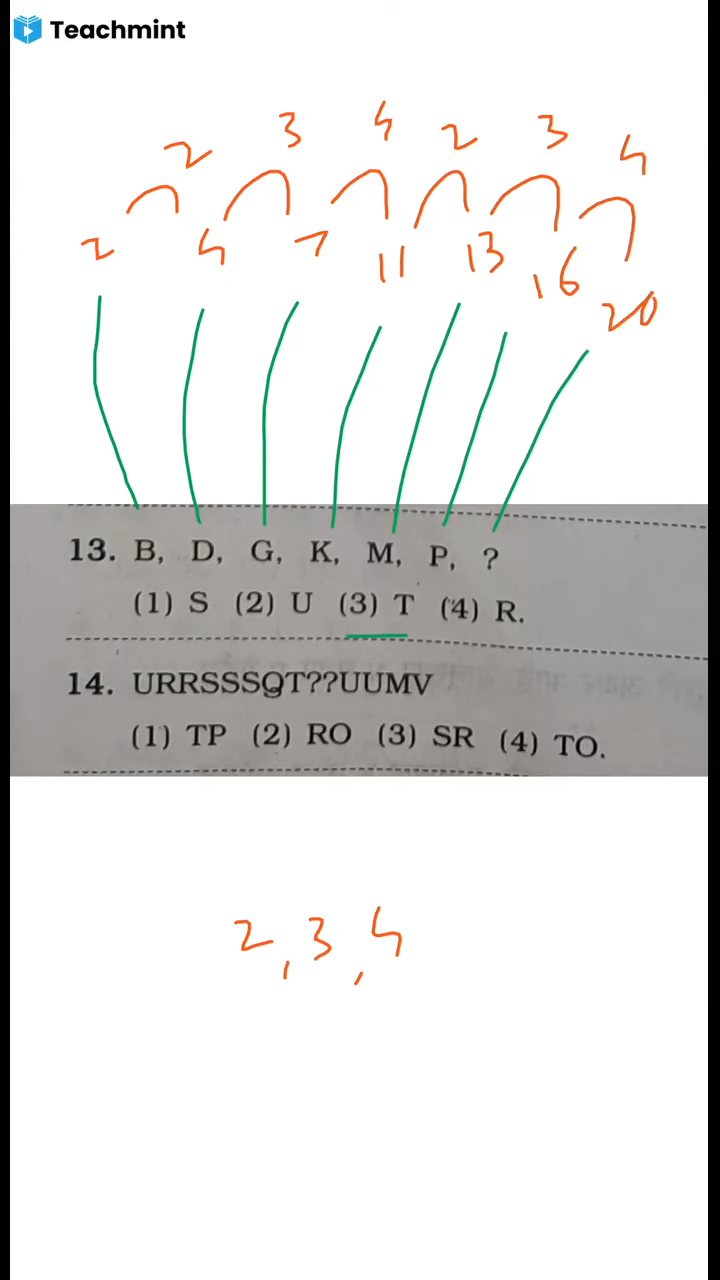 Teachmint
2 3 4 2 3 4
2 4 7 11 13 16 20
13. B, D, G, K, M, P, ?
(1) S (2) U (3) T (4) R.
14. URRSSSQT??UUMV
(1) TP (2) RO (3) SR (4) TO.
2, 3, 4